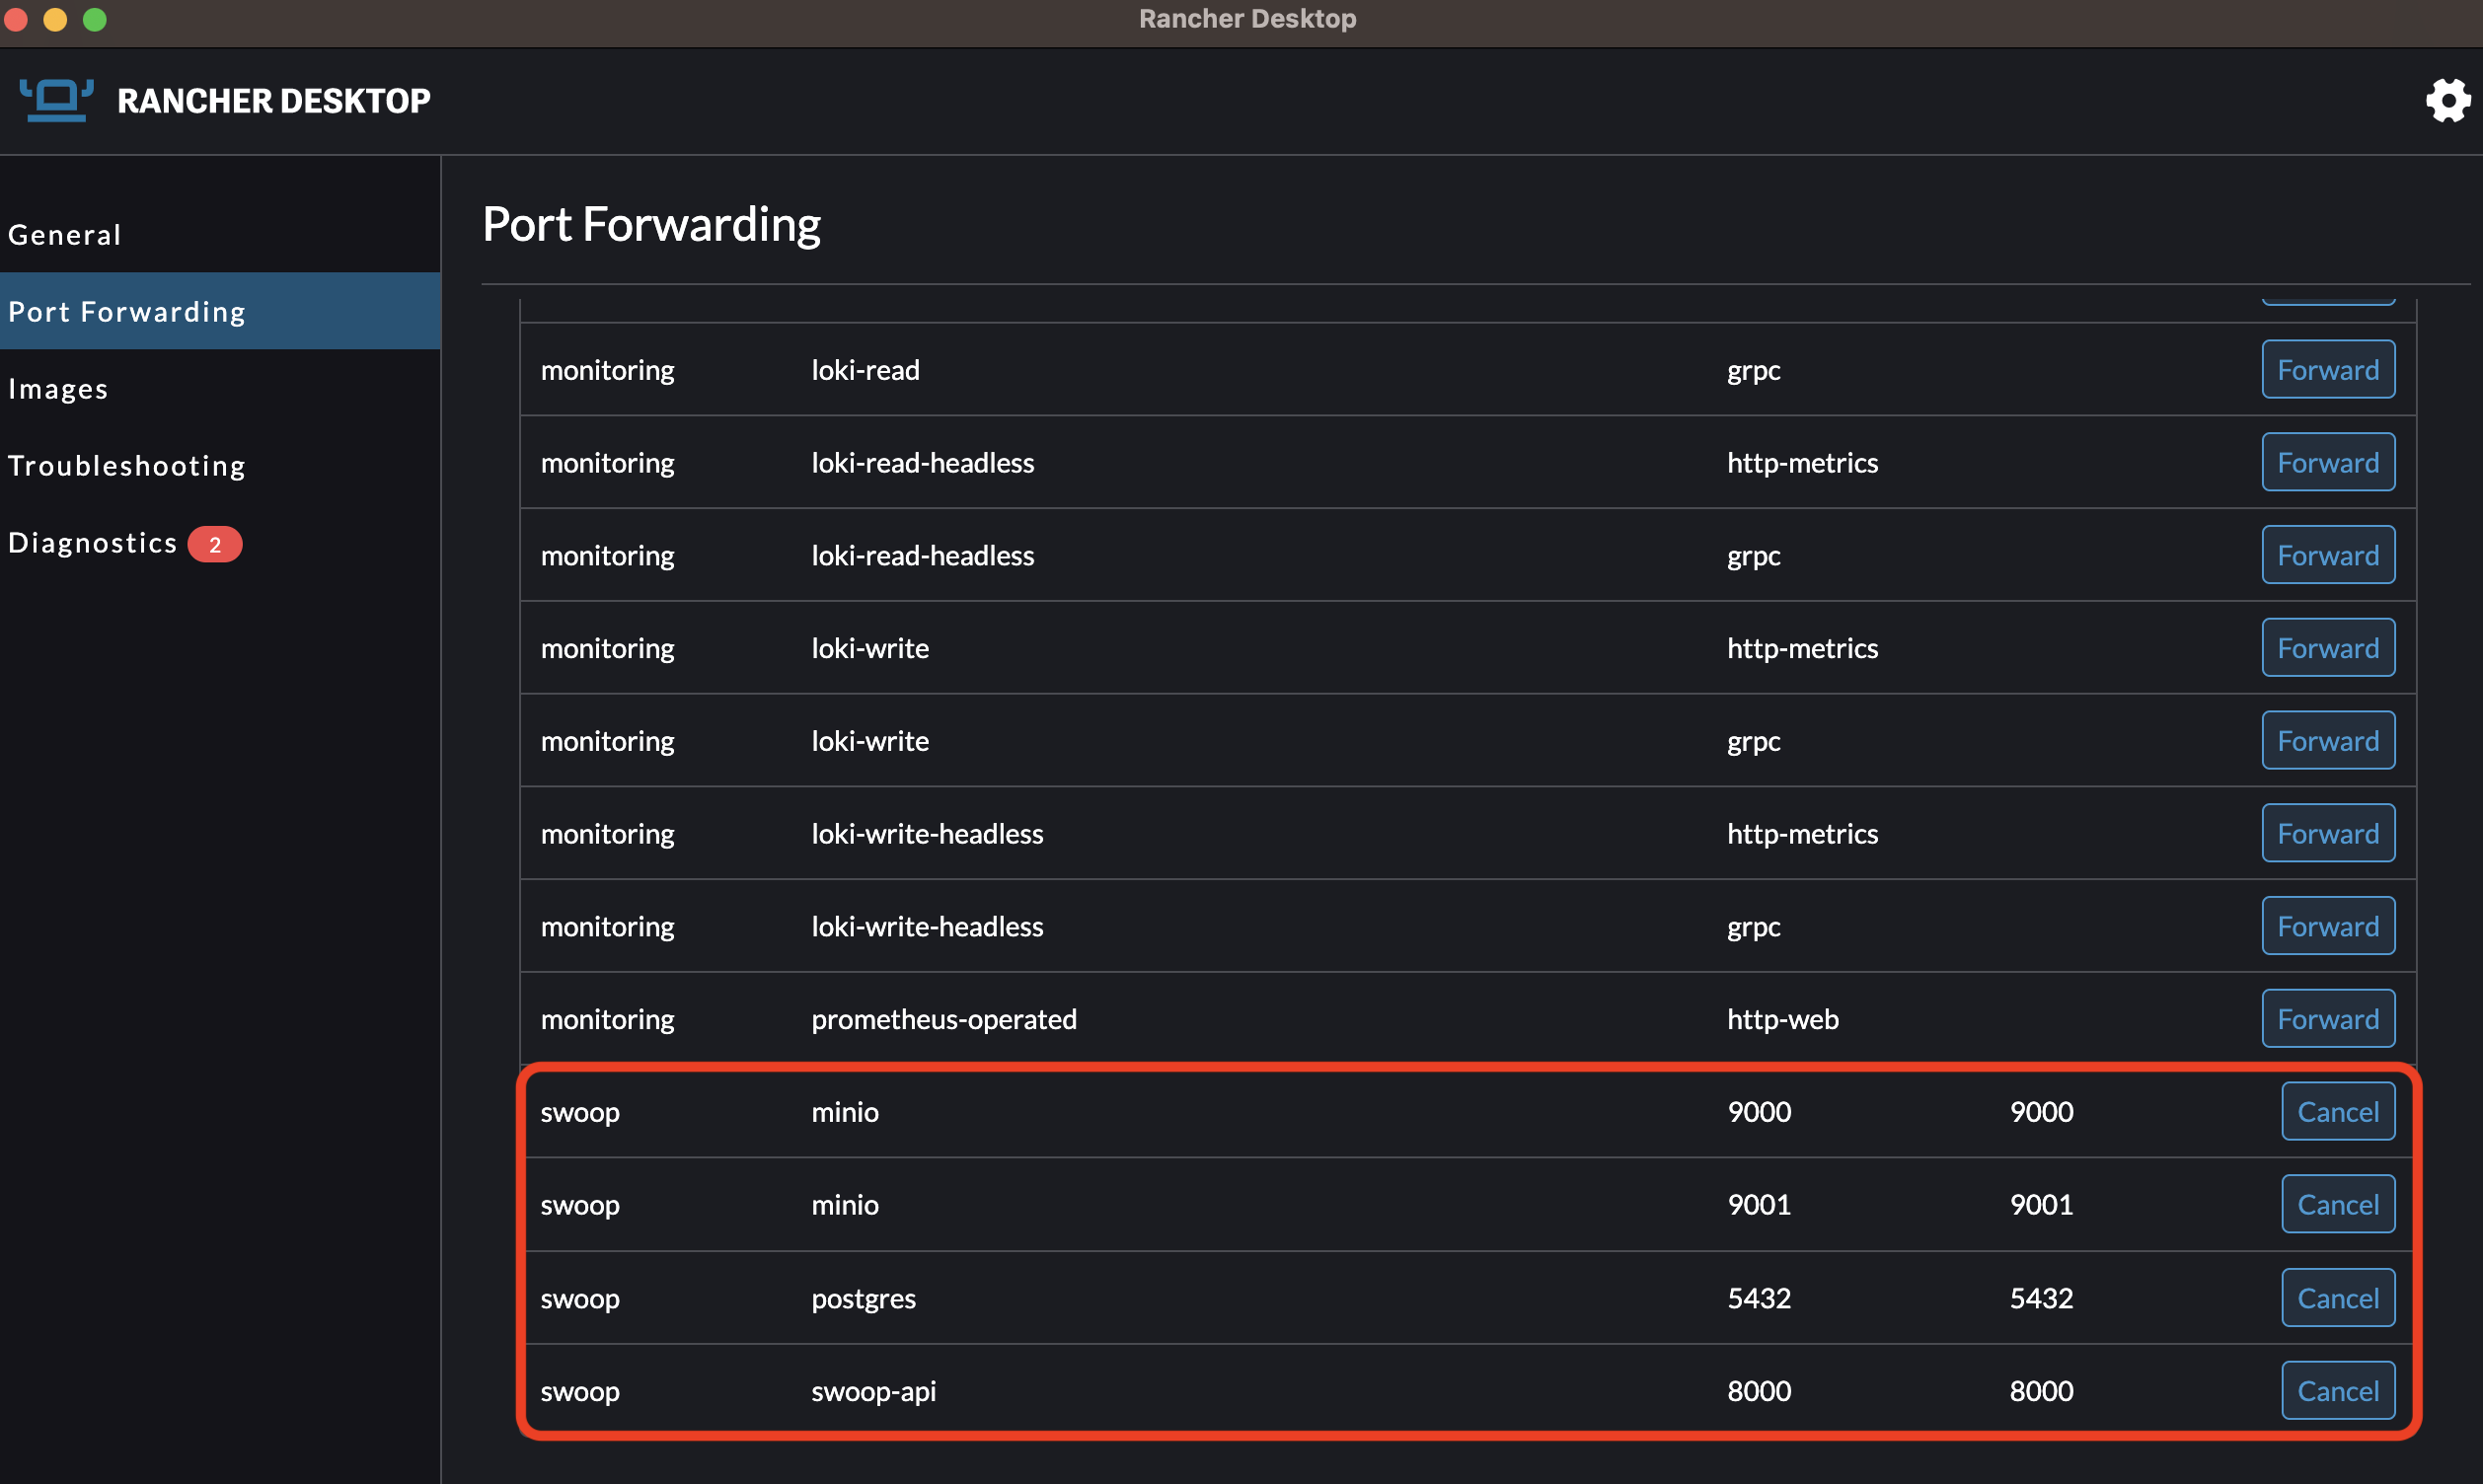 Rancher Desktop
RANCHER DESKTOP
General
Port Forwarding
Images
Troubleshooting
Diagnostics 2
Port Forwarding
monitoring loki-read grpc Forward
monitoring loki-read-headless http-metrics Forward
monitoring loki-read-headless grpc Forward
monitoring loki-write http-metrics Forward
monitoring loki-write grpc Forward
monitoring loki-write-headless http-metrics Forward
monitoring loki-write-headless grpc Forward
monitoring prometheus-operated http-web Forward
swoop minio 9000 9000 Cancel
swoop minio 9001 9001 Cancel
swoop postgres 5432 5432 Cancel
swoop swoop-api 8000 8000 Cancel